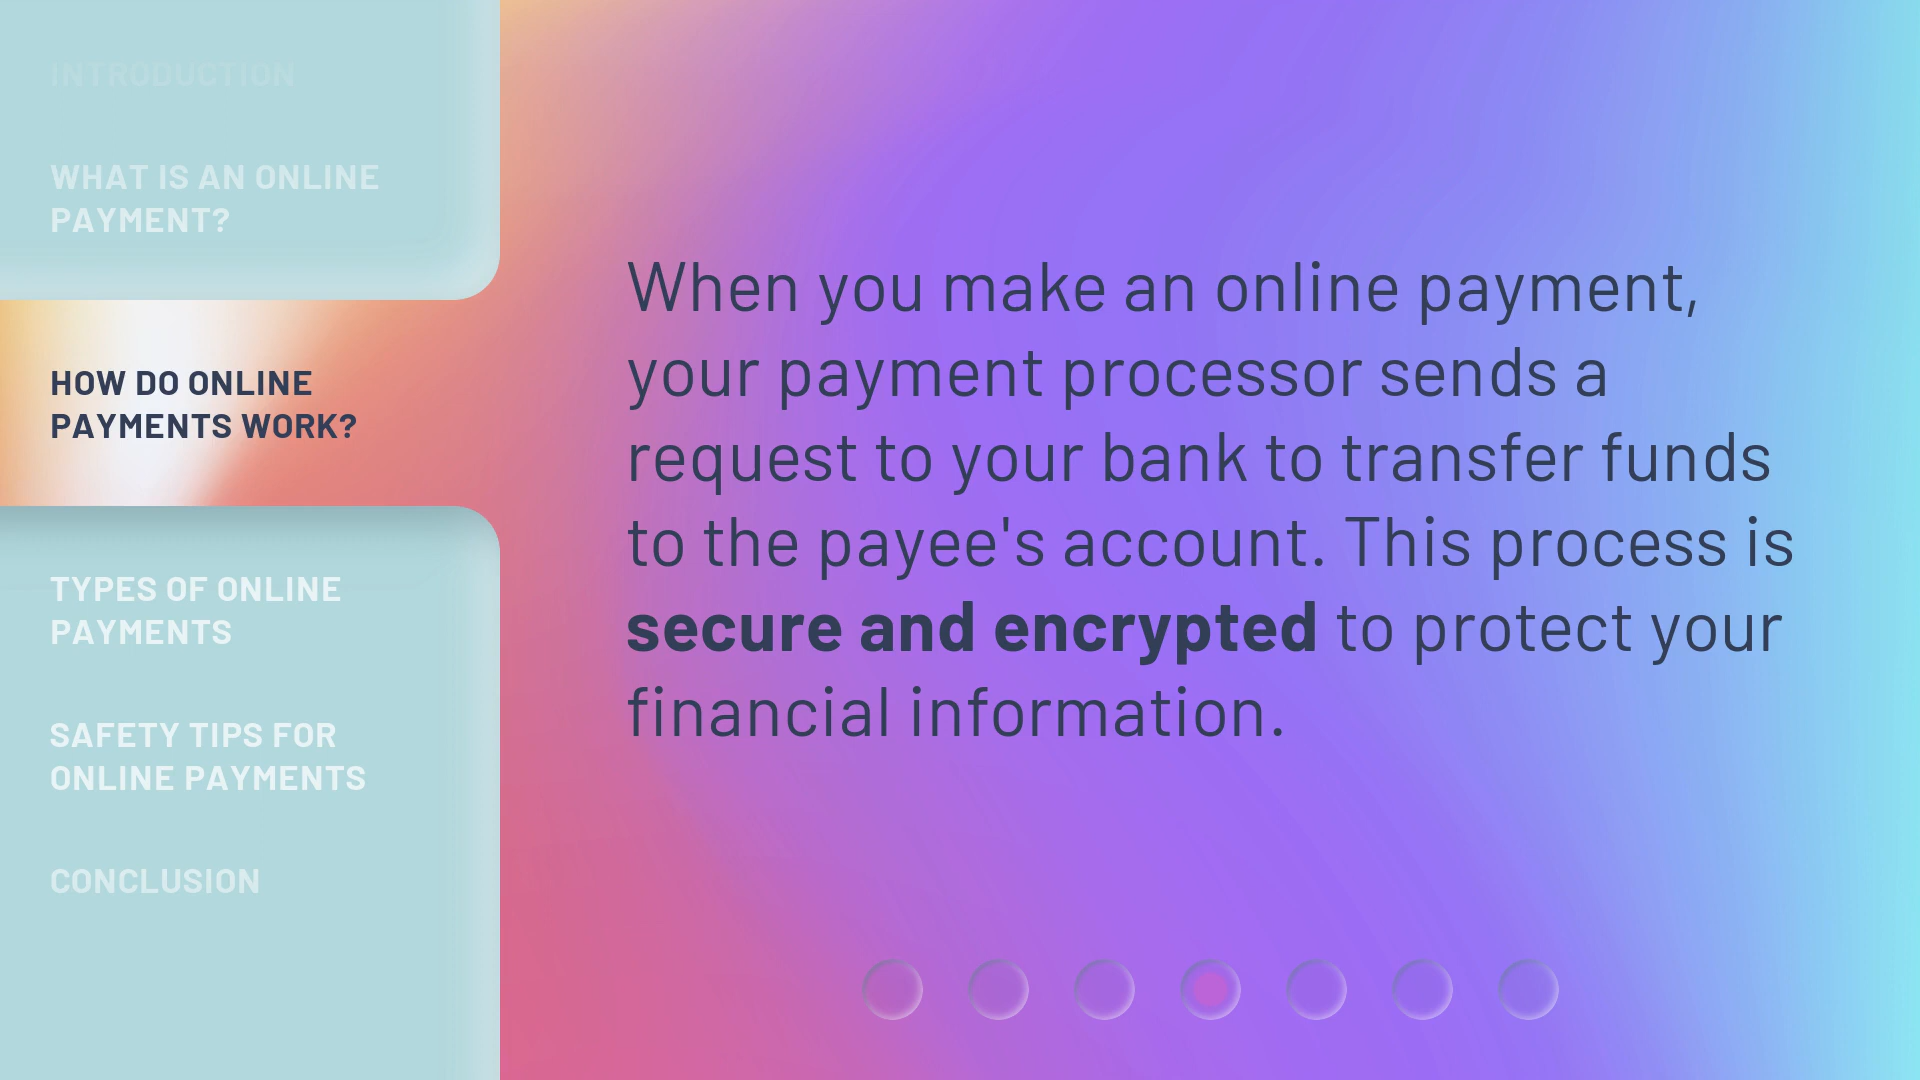 INTRODUCTION
WHAT IS AN ONLINE
PAYMENT?
HOW DO ONLINE
PAYMENTS WORK?
TYPES OF ONLINE
PAYMENTS
SAFETY TIPS FOR
ONLINE PAYMENTS
CONCLUSION
When you make an online payment,
your payment processor sends a
request to your bank to transfer funds
to the payee's account. This process is
secure and encrypted to protect your
financial information.